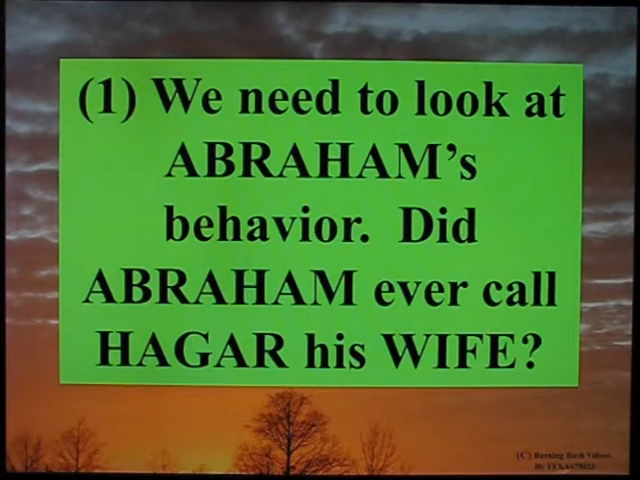 (1) We need to look at
ABRAHAM's
behavior.  Did
ABRAHAM ever call
HAGAR his WIFE?
(C) Burning Bush Videos